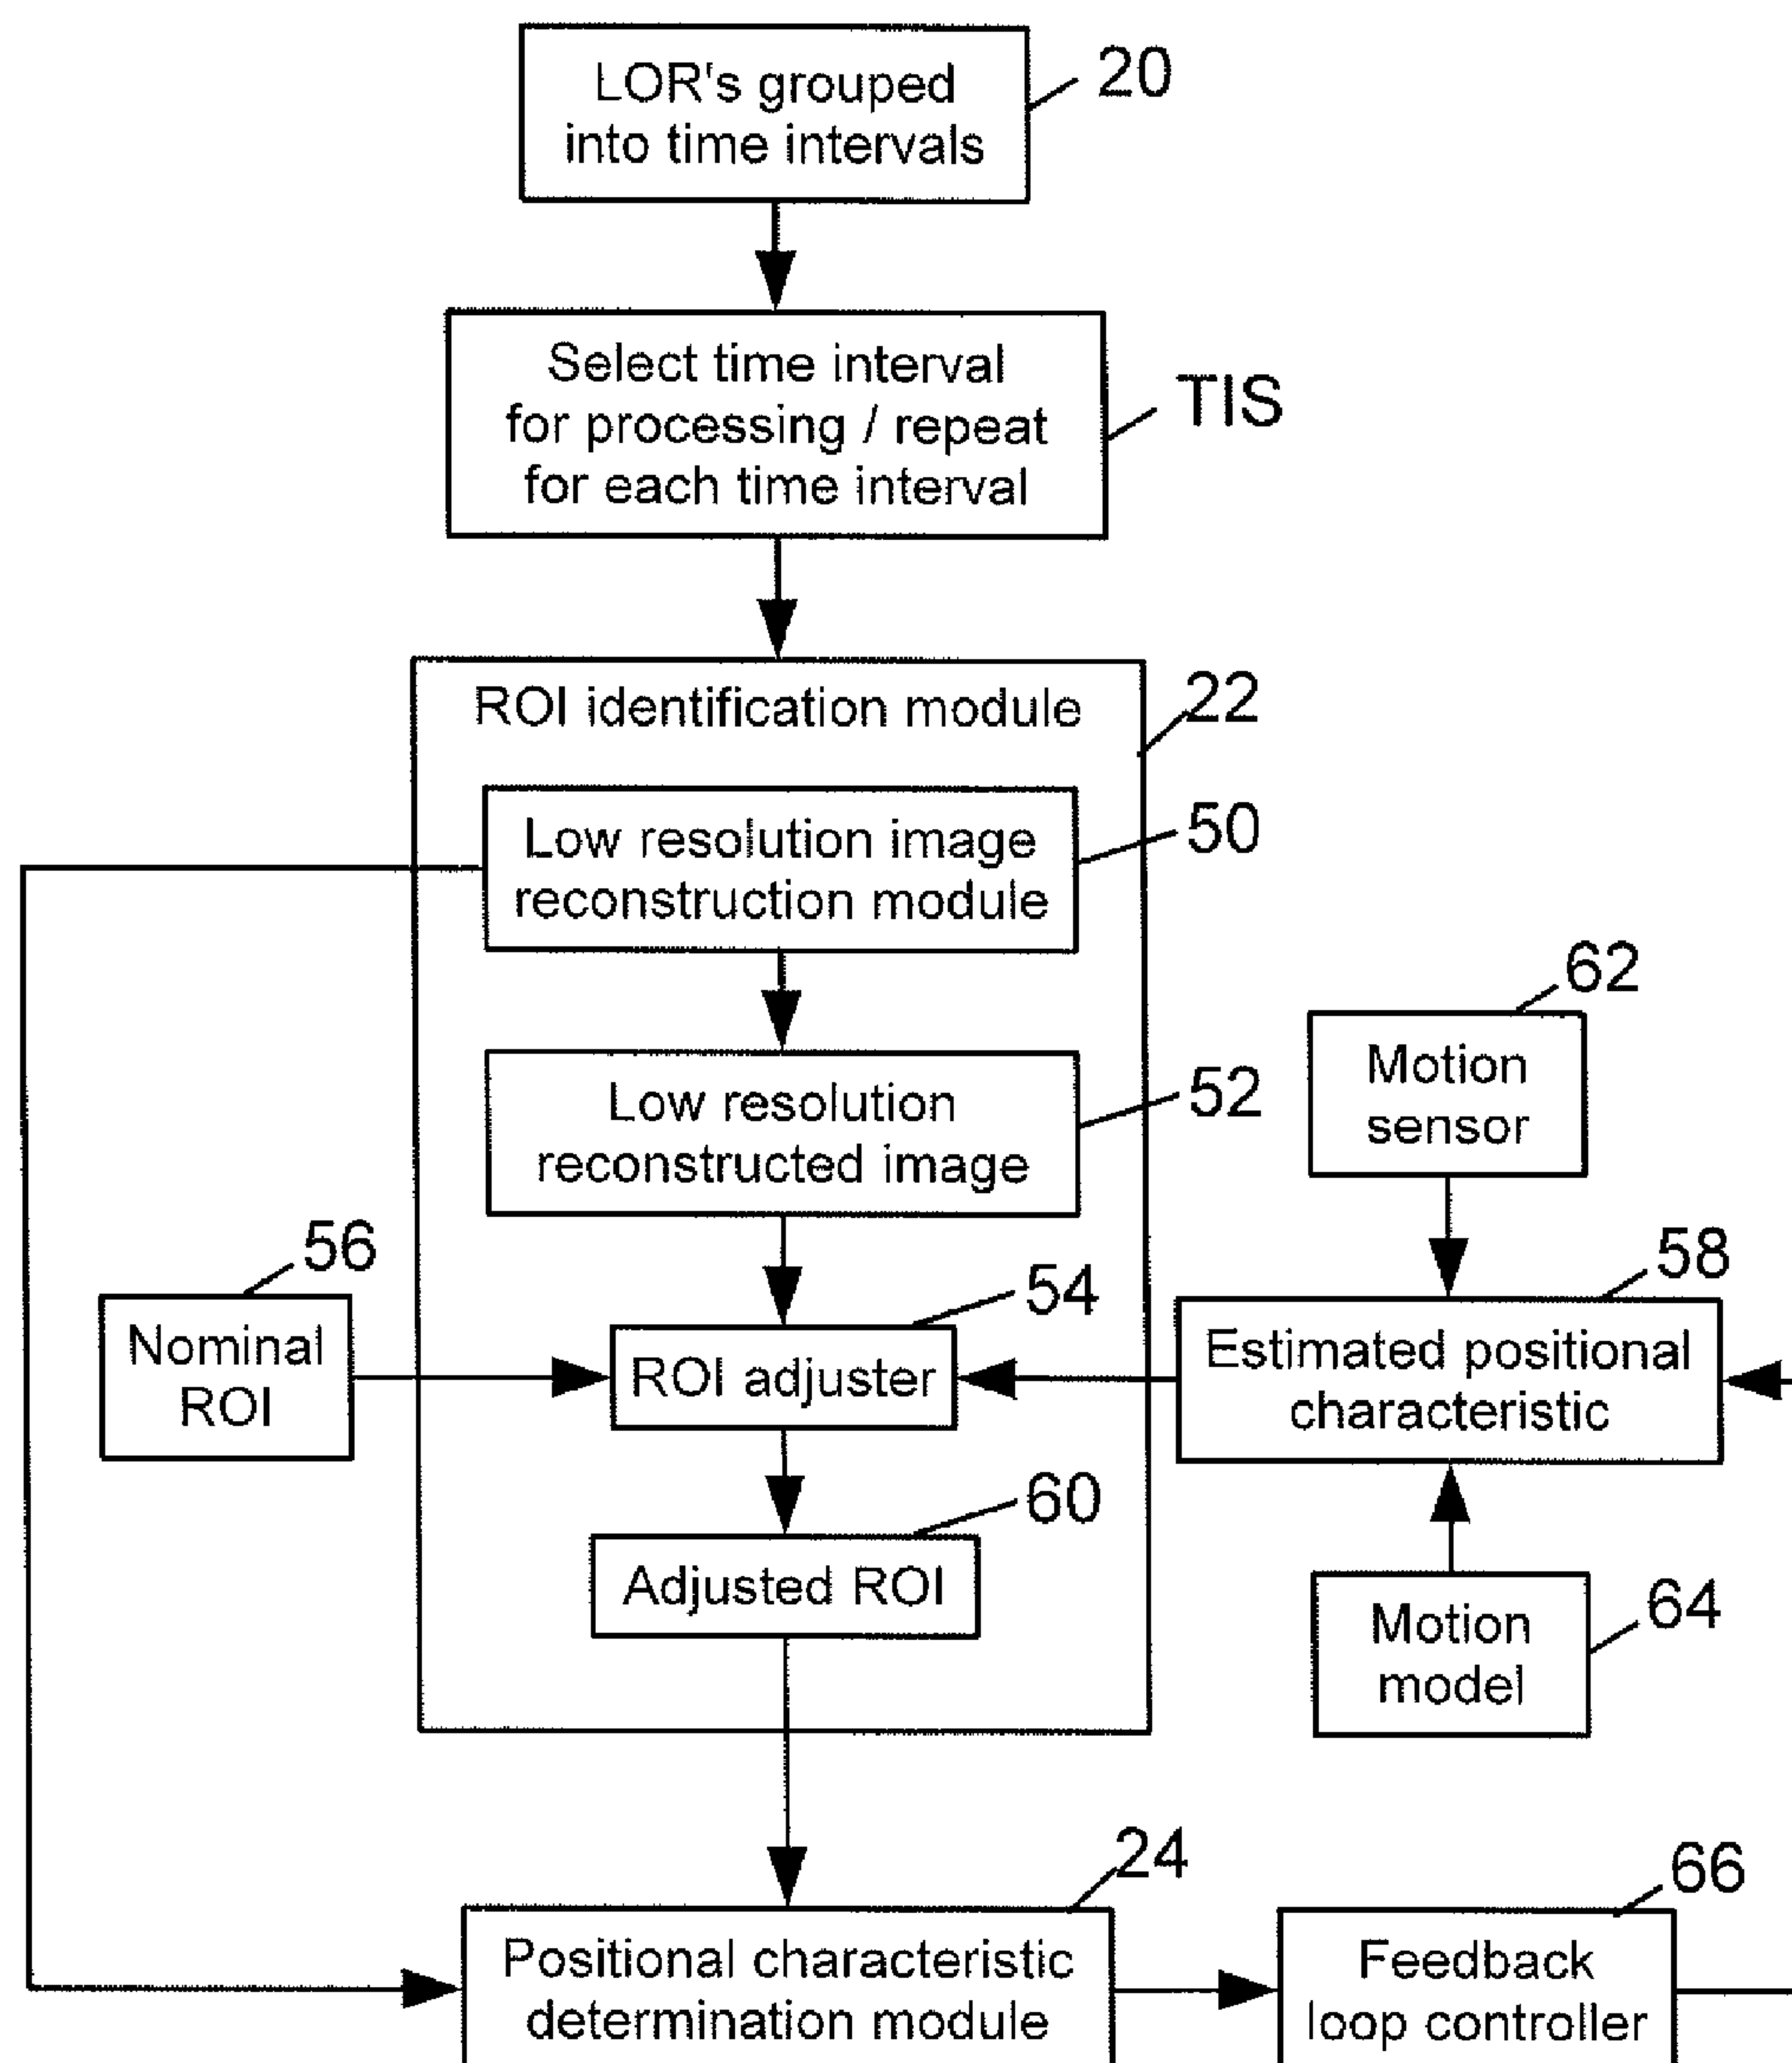 LOR's grouped
into time intervals
20
Select time interval
for processing / repeat
for each time interval
TIS
ROI identification module
22
Low resolution image
reconstruction module
50
Low resolution
reconstructed image
52
62
Motion
sensor
56
Nominal
ROI
54
ROI adjuster
58
Estimated positional
characteristic
60
Adjusted ROI
64
Motion
model
24
Positional characteristic
determination module
66
Feedback
loop controller